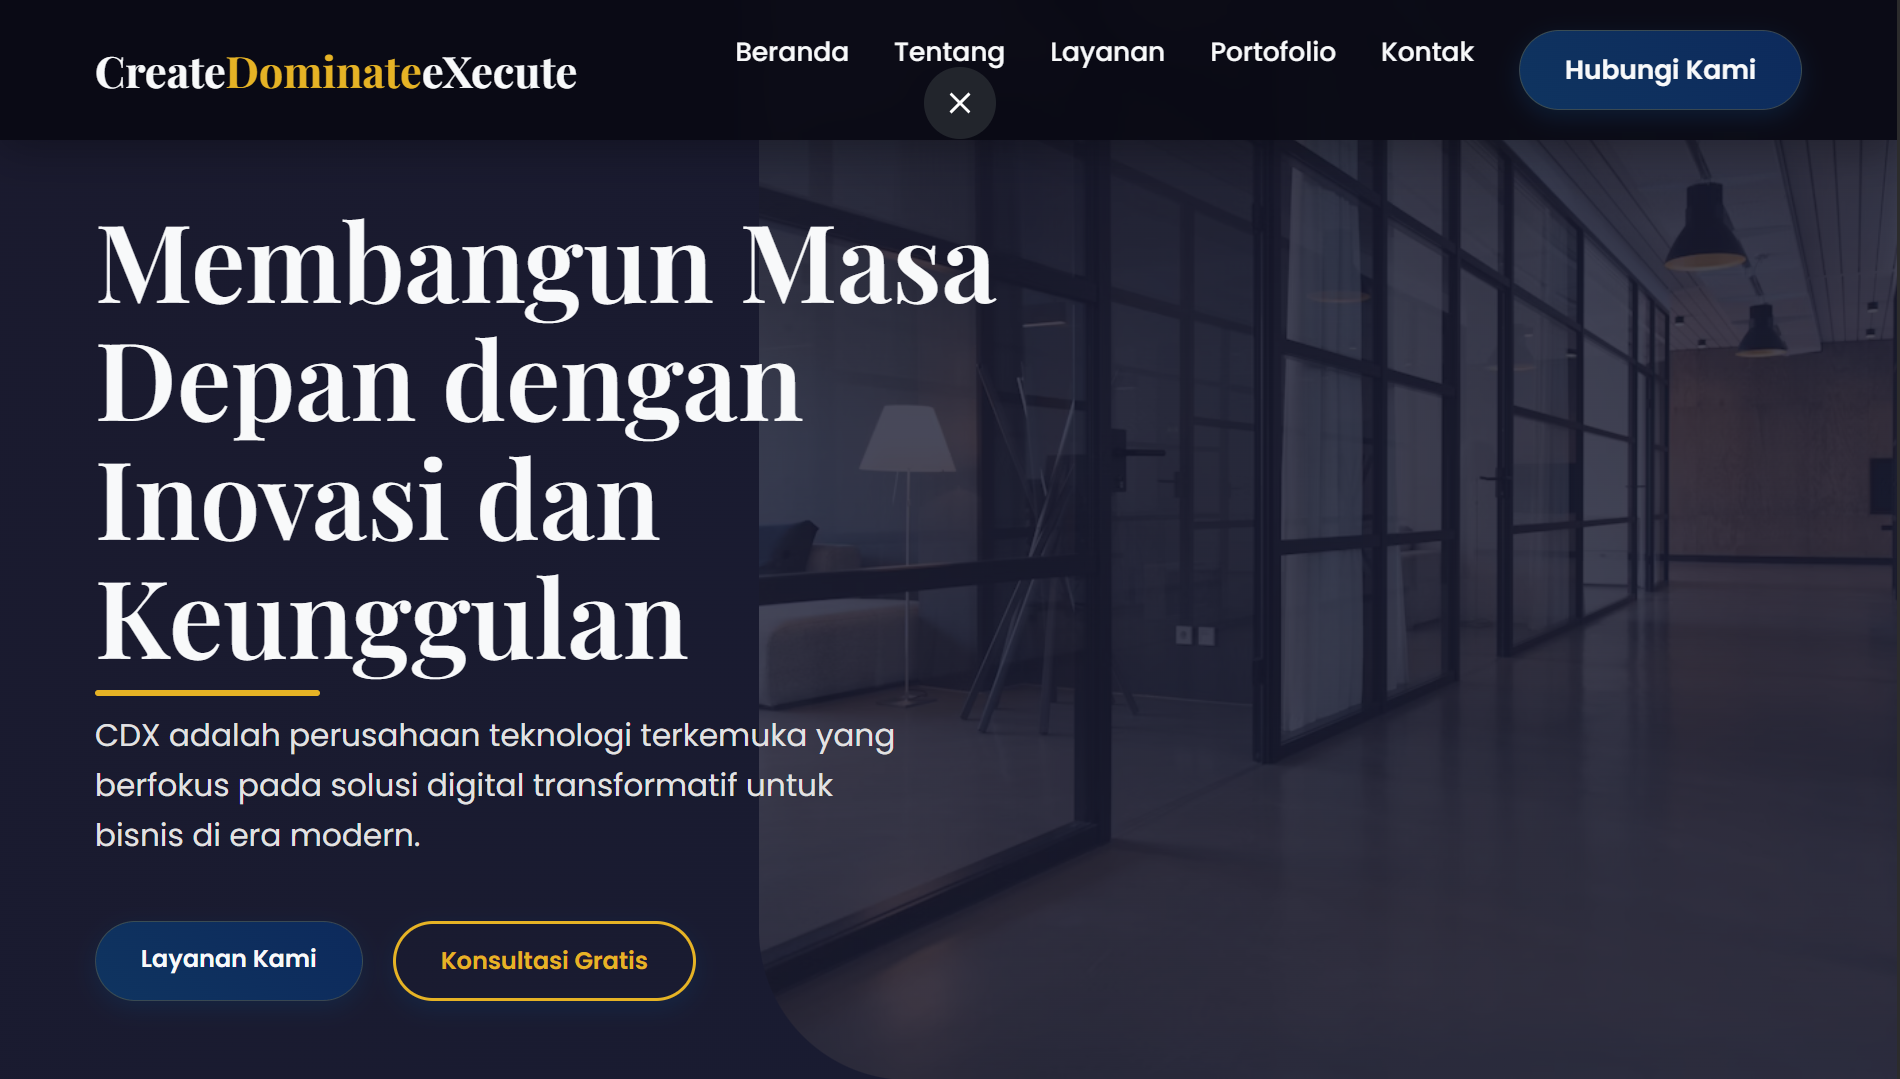 CreateDominateeXecute
Beranda Tentang Layanan Portofolio Kontak Hubungi Kami
Membangun Masa
Depan dengan
Inovasi dan
Keunggulan
CDX adalah perusahaan teknologi terkemuka yang
berfokus pada solusi digital transformatif untuk
bisnis di era modern.
Layanan Kami Konsultasi Gratis